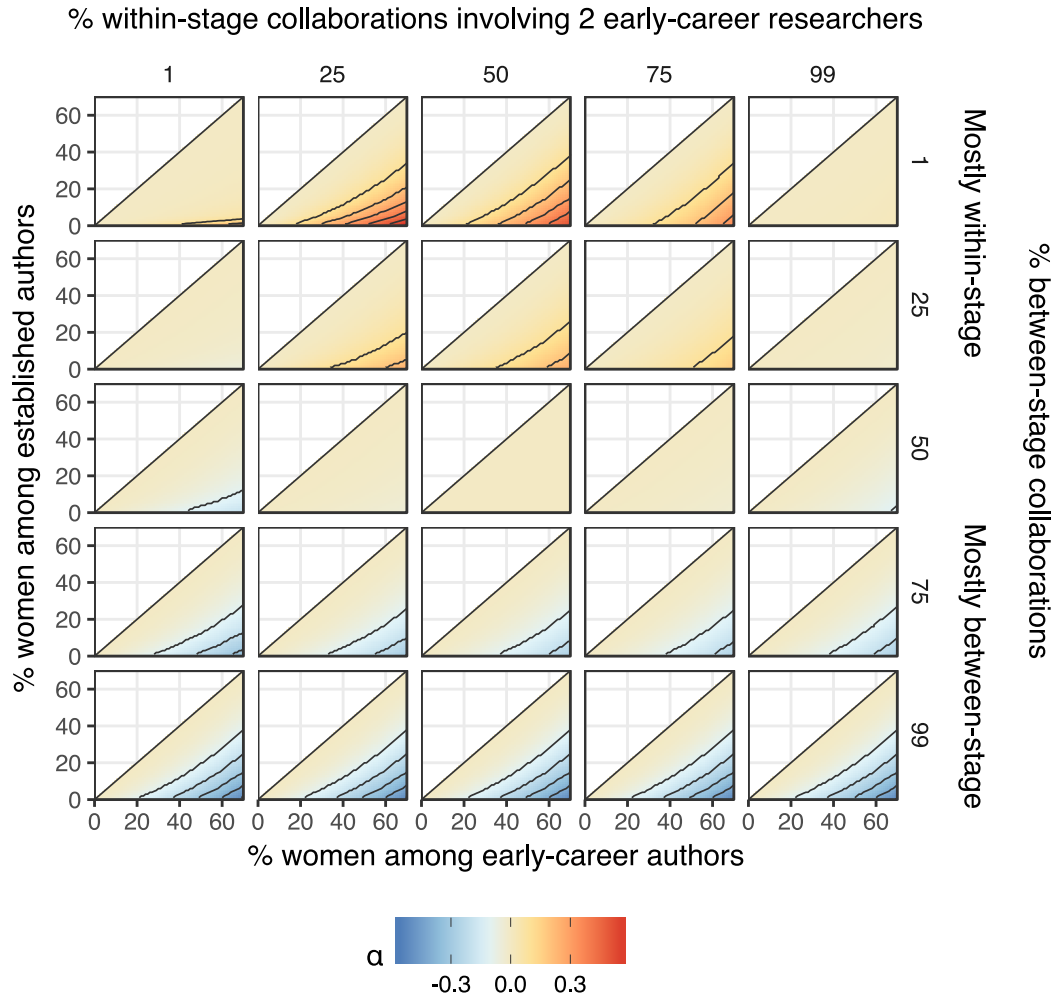 % within-stage collaborations involving 2 early-career researchers
1 25 50 75 99
60
40
20
0
1
60
40
20
0
25
60
40
20
0
50
60
40
20
0
75
60
40
20
0
99
0 20 40 60 0 20 40 60 0 20 40 60 0 20 40 60 0 20 40 60
% women among early-career authors
% women among established authors
Mostly within-stage
Mostly between-stage
% between-stage collaborations
α
-0.3 0.0 0.3